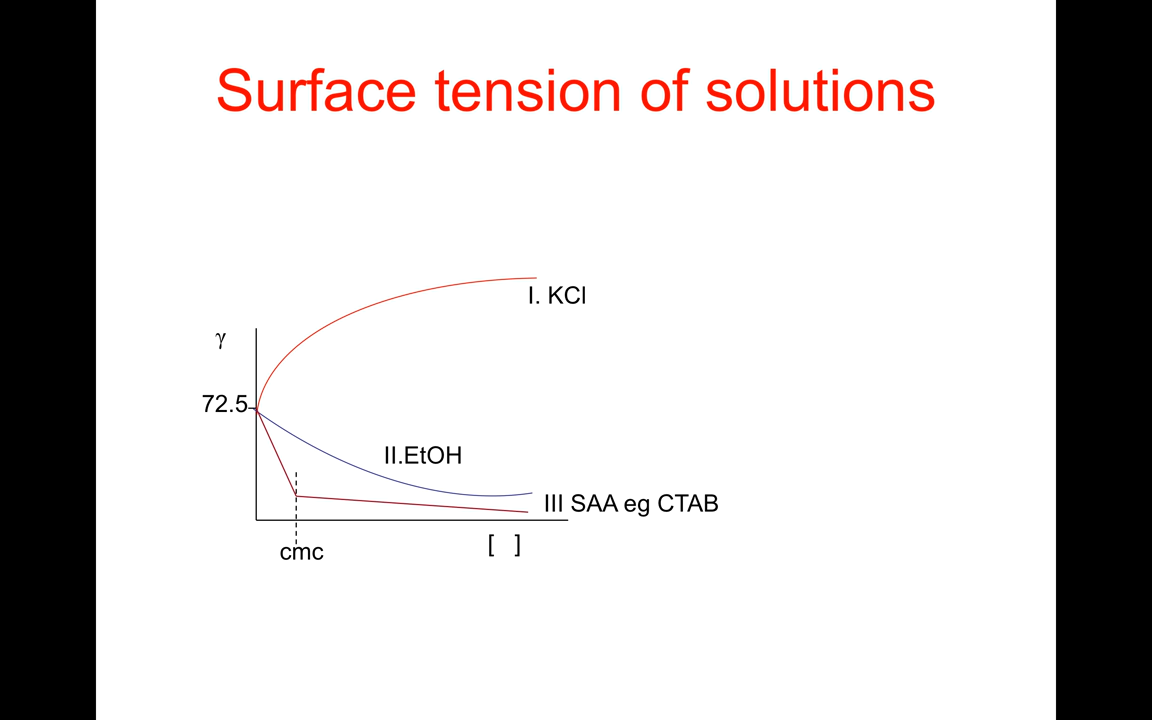 Surface tension of solutions
I. KCl
γ
72.5
II.EtOH
III SAA eg CTAB
[ ]
cmc